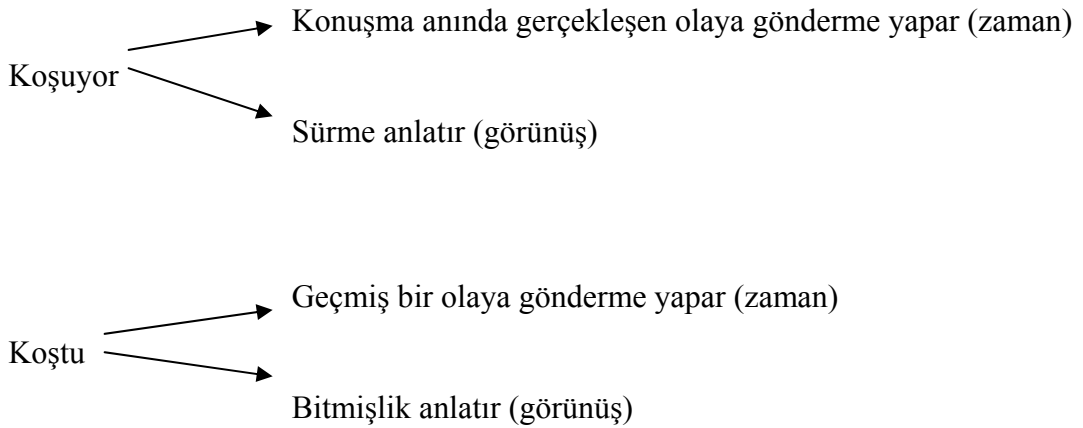 Konuşma anında gerçekleşen olaya gönderme yapar (zaman)
Koşuyor
Sürme anlatır (görünüş)
Geçmiş bir olaya gönderme yapar (zaman)
Koştu
Bitmişlik anlatır (görünüş)